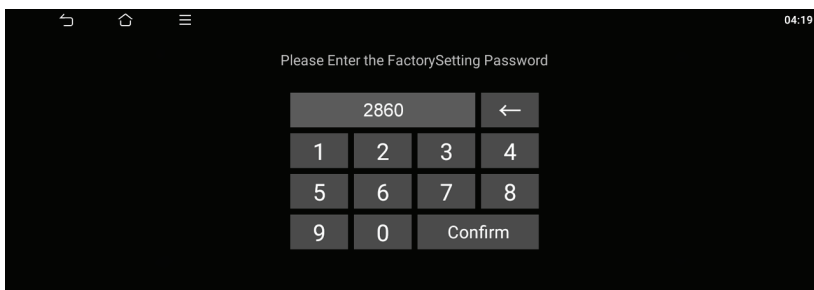 04:19
Please Enter the FactorySetting Password
2860 ←
1 2 3 4
5 6 7 8
9 0 Confirm